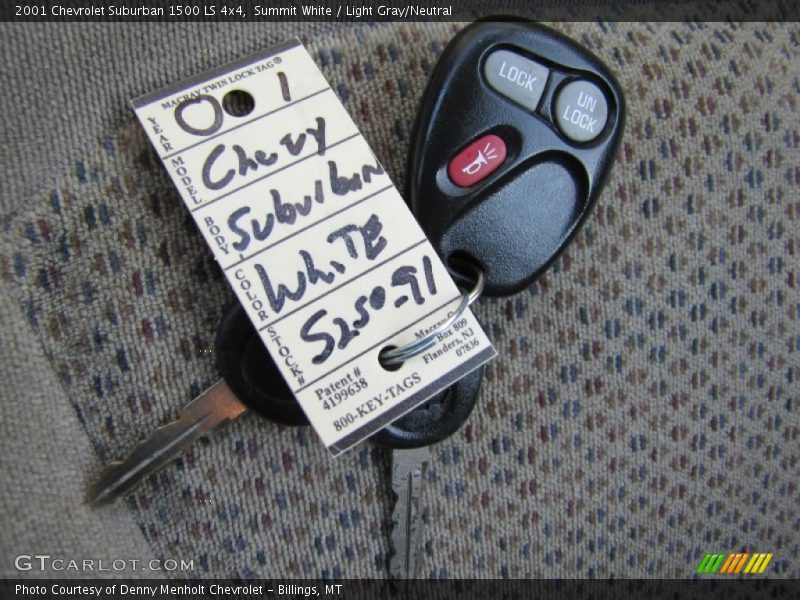 2001 Chevrolet Suburban 1500 LS 4x4,  Summit White / Light Gray/Neutral
MACRAY TWIN LOCK TAG®
YEAR 01
MODEL Chevy
BODY Suburban
COLOR White
STOCK# 5250-91
Macray
Box 809
Flanders, NJ
07836
Patent #
4199638
800-KEY-TAGS
LOCK
UN
LOCK
GTCARLOT.COM
Photo Courtesy of Denny Menholt Chevrolet – Billings, MT